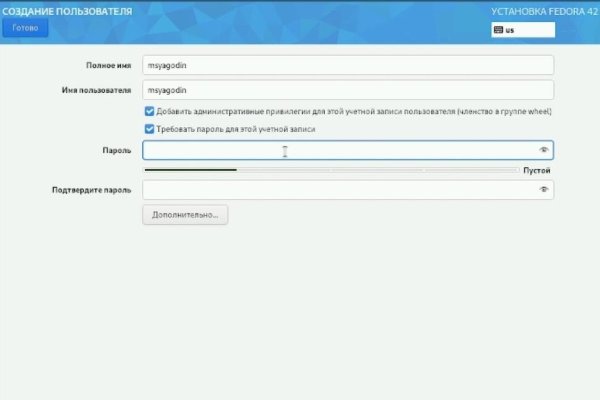 СОЗДАНИЕ ПОЛЬЗОВАТЕЛЯ УСТАНОВКА FEDORA 42
Готово us
Полное имя msyagodin
Имя пользователя msyagodin
Добавить административные привилегии для этой учетной записи пользователя (членство в группе wheel)
Требовать пароль для этой учетной записи
Пароль
Пустой
Подтвердите пароль
Дополнительно...